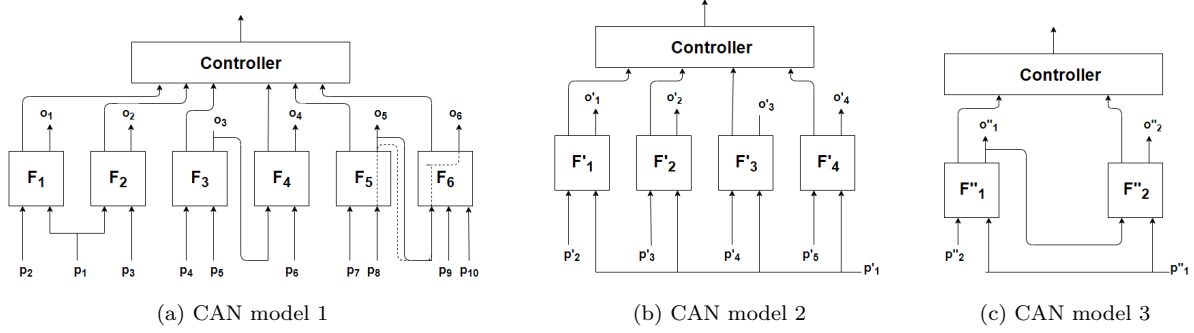 Controller
o1 o2 o3 o4 o5 o6
F1 F2 F3 F4 F5 F6
p2 p1 p3 p4 p5 p6 p7 p8 p9 p10
(a) CAN model 1
Controller
o'1 o'2 o'3 o'4
F'1 F'2 F'3 F'4
p'2 p'3 p'4 p'5 p'1
(b) CAN model 2
Controller
o"1 o"2
F"1 F"2
p"2 p"1
(c) CAN model 3